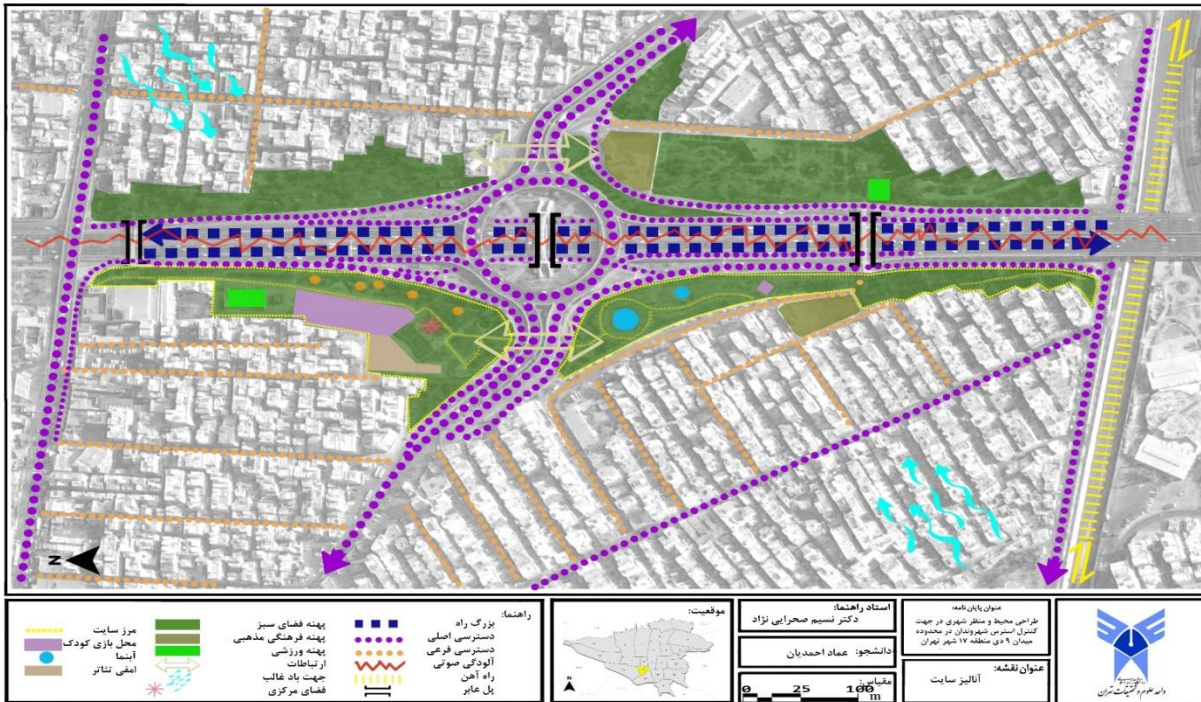 N
راهنما:
بزرگ راه
دسترسی اصلی
دسترسی فرعی
آلودگی صوتی
راه آهن
پل عابر
پهنه فضای سبز
پهنه فرهنگی مذهبی
پهنه ورزشی
ارتباطات
جهت باد غالب
فضای مرکزی
مرز سایت
محل بازی کودک
آبنما
امفی تئاتر
موقعیت:
N
استاد راهنما:
دکتر نسیم صحرایی نژاد
دانشجو: عماد احمدیان
مقیاس:
0 25 100
m
عنوان پایان نامه:
طراحی محیط و منظر شهری در جهت
کنترل استرس شهروندان در محدوده
میدان ۹ دی منطقه ۱۷ شهر تهران
عنوان نقشه:
آنالیز سایت
واحد علوم و تحقیقات تهران